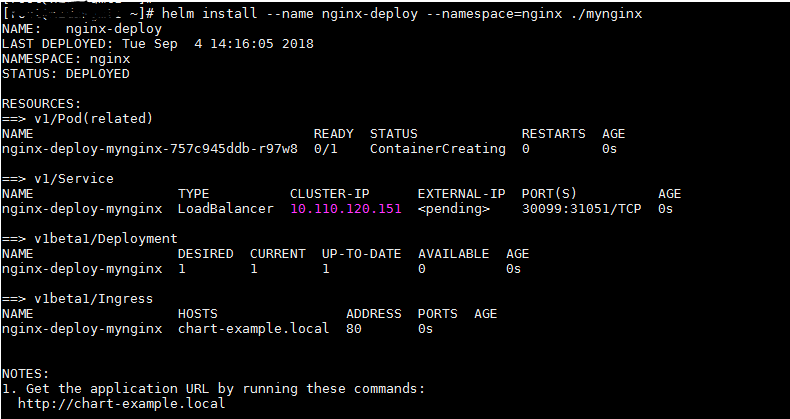 [root@ ~]# helm install --name nginx-deploy --namespace=nginx ./mynginx
NAME:   nginx-deploy
LAST DEPLOYED: Tue Sep  4 14:16:05 2018
NAMESPACE: nginx
STATUS: DEPLOYED

RESOURCES:
==> v1/Pod(related)
NAME                                   READY  STATUS             RESTARTS  AGE
nginx-deploy-mynginx-757c945ddb-r97w8  0/1    ContainerCreating  0         0s

==> v1/Service
NAME                  TYPE          CLUSTER-IP      EXTERNAL-IP  PORT(S)          AGE
nginx-deploy-mynginx  LoadBalancer  10.110.120.151  <pending>    30099:31051/TCP  0s

==> v1beta1/Deployment
NAME                  DESIRED  CURRENT  UP-TO-DATE  AVAILABLE  AGE
nginx-deploy-mynginx  1        1        1           0          0s

==> v1beta1/Ingress
NAME                  HOSTS                ADDRESS  PORTS  AGE
nginx-deploy-mynginx  chart-example.local  80       0s

NOTES:
1. Get the application URL by running these commands:
  http://chart-example.local